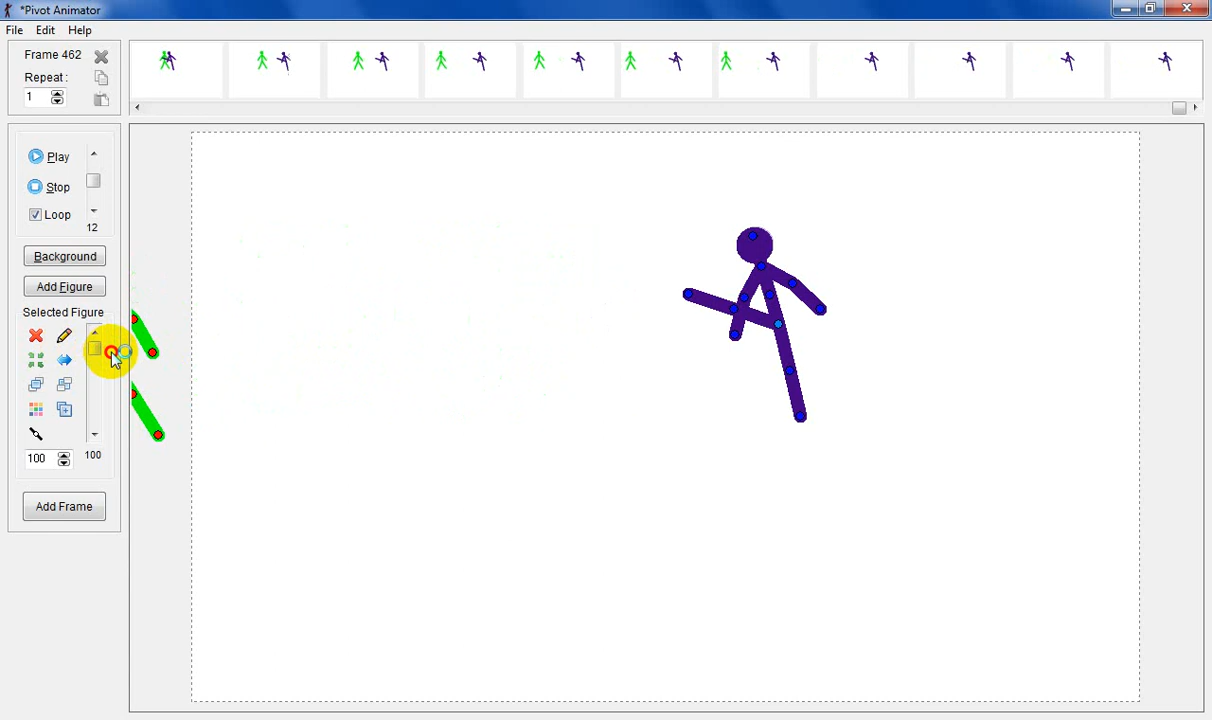 *Pivot Animator
File Edit Help
Frame 462
Repeat:
1
Play
Stop
Loop
12
Background
Add Figure
Selected Figure
100
100
Add Frame